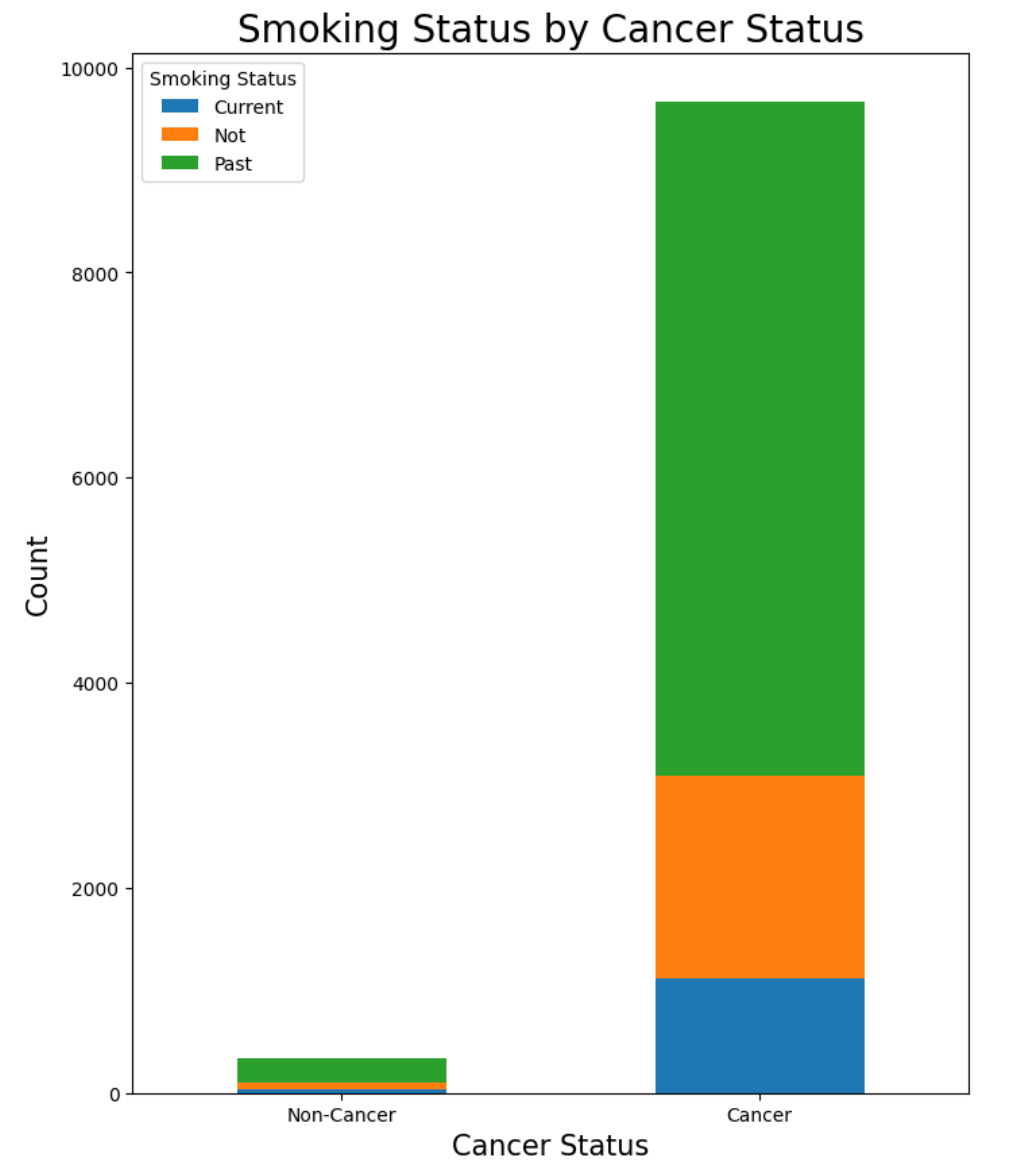 Smoking Status by Cancer Status
10000
Smoking Status
Current
Not
Past
8000
6000
Count
4000
2000
0
Non-Cancer
Cancer
Cancer Status